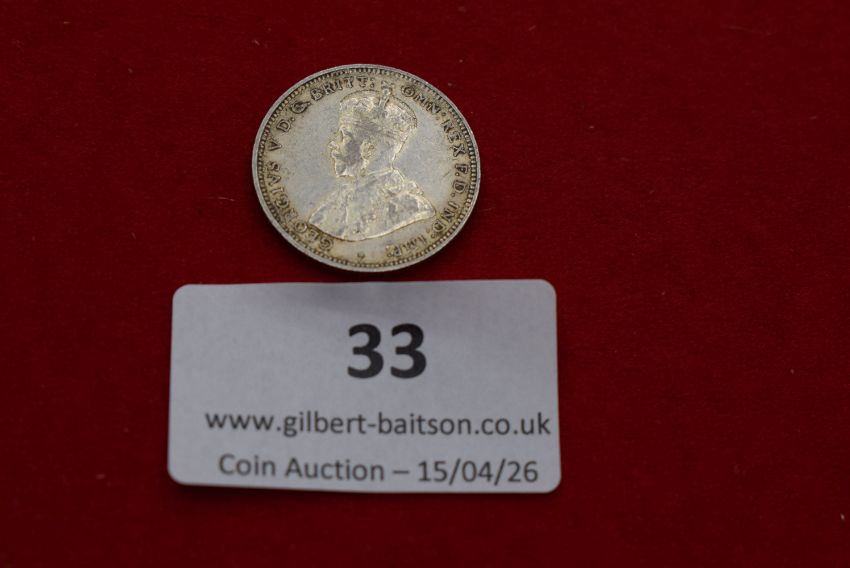 GEORGIVS V D.G. BRITT: OMN: REX F.D. IND: IMP:
33
www.gilbert-baitson.co.uk
Coin Auction – 15/04/26